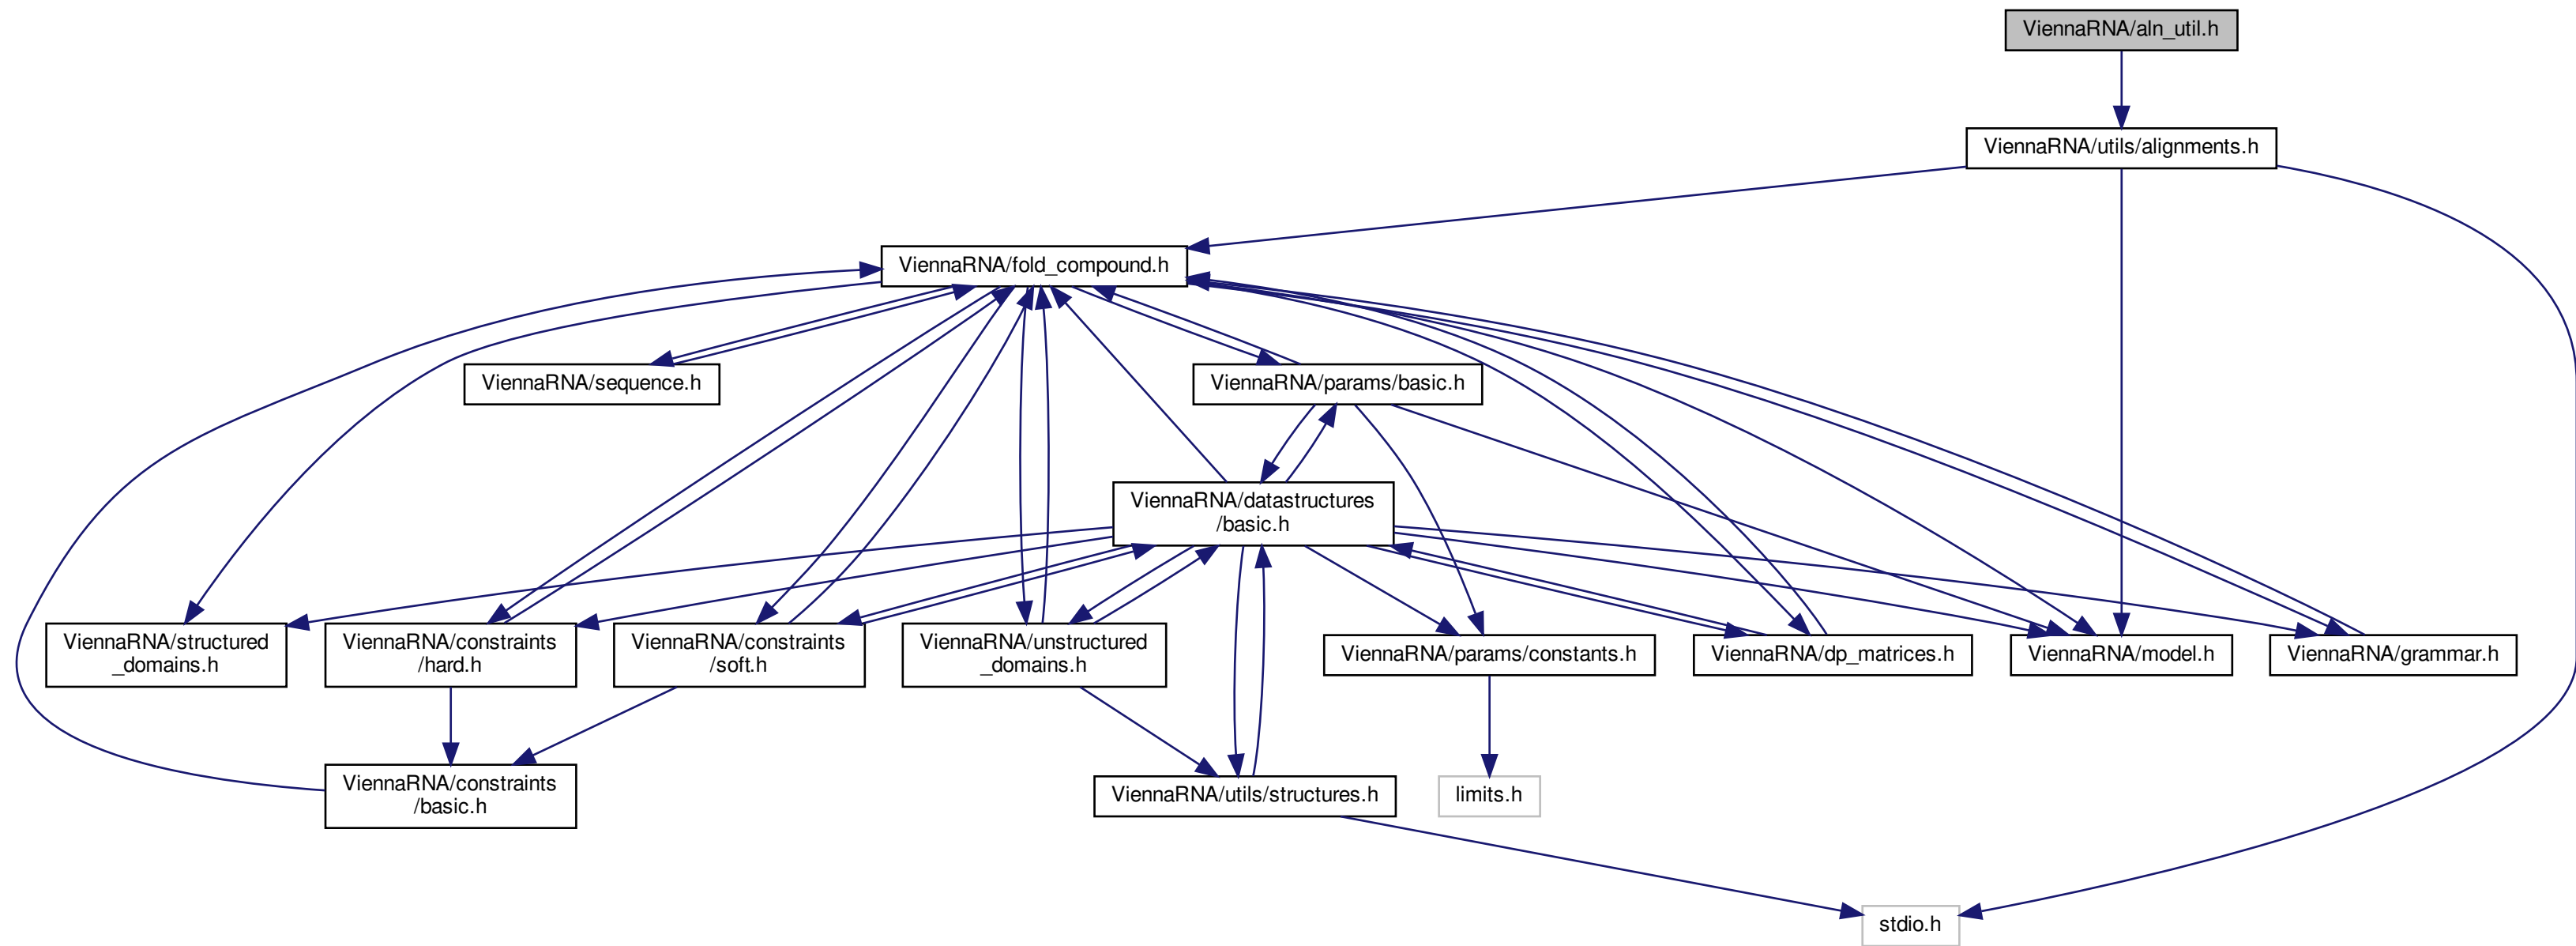 ViennaRNA/aln_util.h
ViennaRNA/utils/alignments.h
ViennaRNA/fold_compound.h
ViennaRNA/sequence.h
ViennaRNA/params/basic.h
ViennaRNA/datastructures
/basic.h
ViennaRNA/structured
_domains.h
ViennaRNA/constraints
/hard.h
ViennaRNA/constraints
/soft.h
ViennaRNA/unstructured
_domains.h
ViennaRNA/params/constants.h
ViennaRNA/dp_matrices.h
ViennaRNA/model.h
ViennaRNA/grammar.h
ViennaRNA/constraints
/basic.h
ViennaRNA/utils/structures.h
limits.h
stdio.h